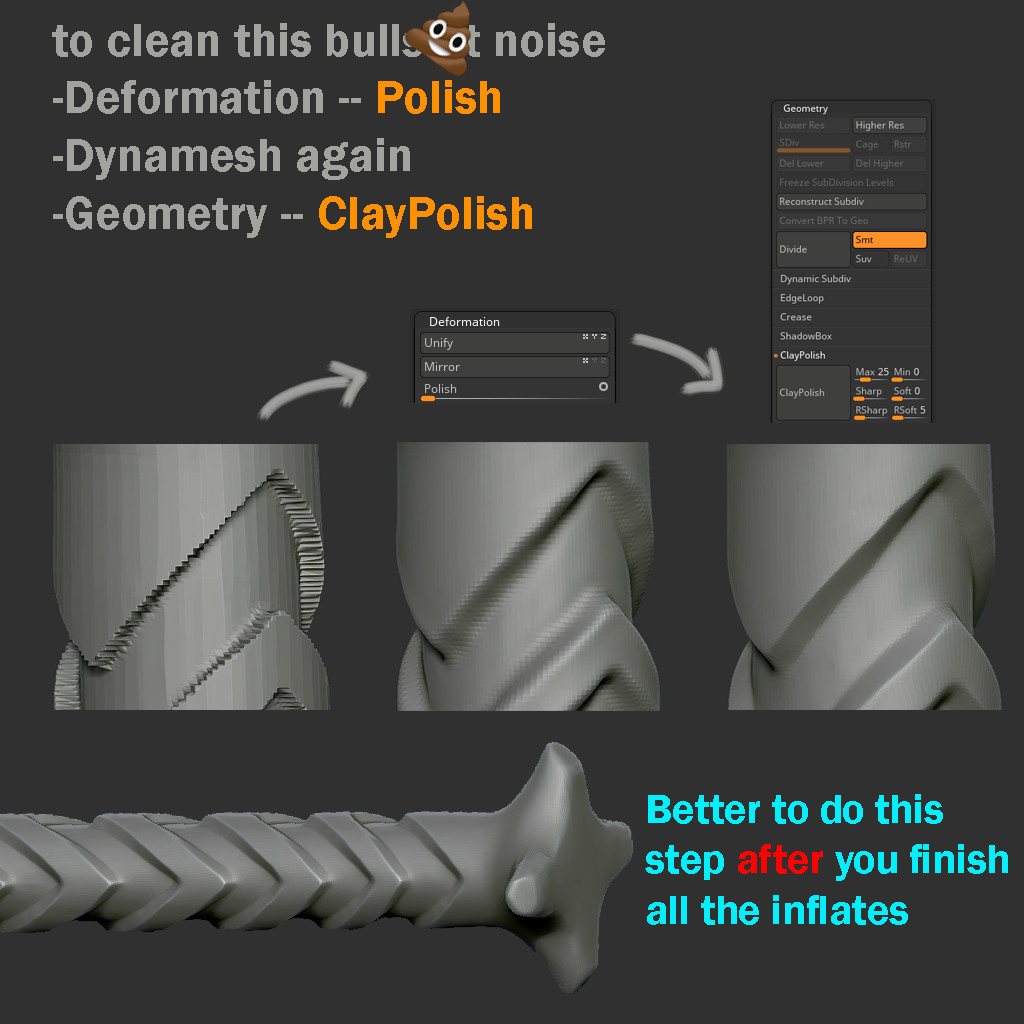 to clean this bulls💩t noise
-Deformation -- Polish
-Dynamesh again
-Geometry -- ClayPolish
Geometry
Lower Res Higher Res
SDiv Cage Rstr
Del Lower Del Higher
Freeze SubDivision Levels
Reconstruct Subdiv
Convert BPR To Geo
Divide Smt
Suv ReUV
Dynamic Subdiv
EdgeLoop
Crease
ShadowBox
ClayPolish
ClayPolish
Max 25 Min 0
Sharp Soft 0
RSharp RSoft 5
Deformation
Unify X Y Z
Mirror X Y Z
Polish
Better to do this
step after you finish
all the inflates